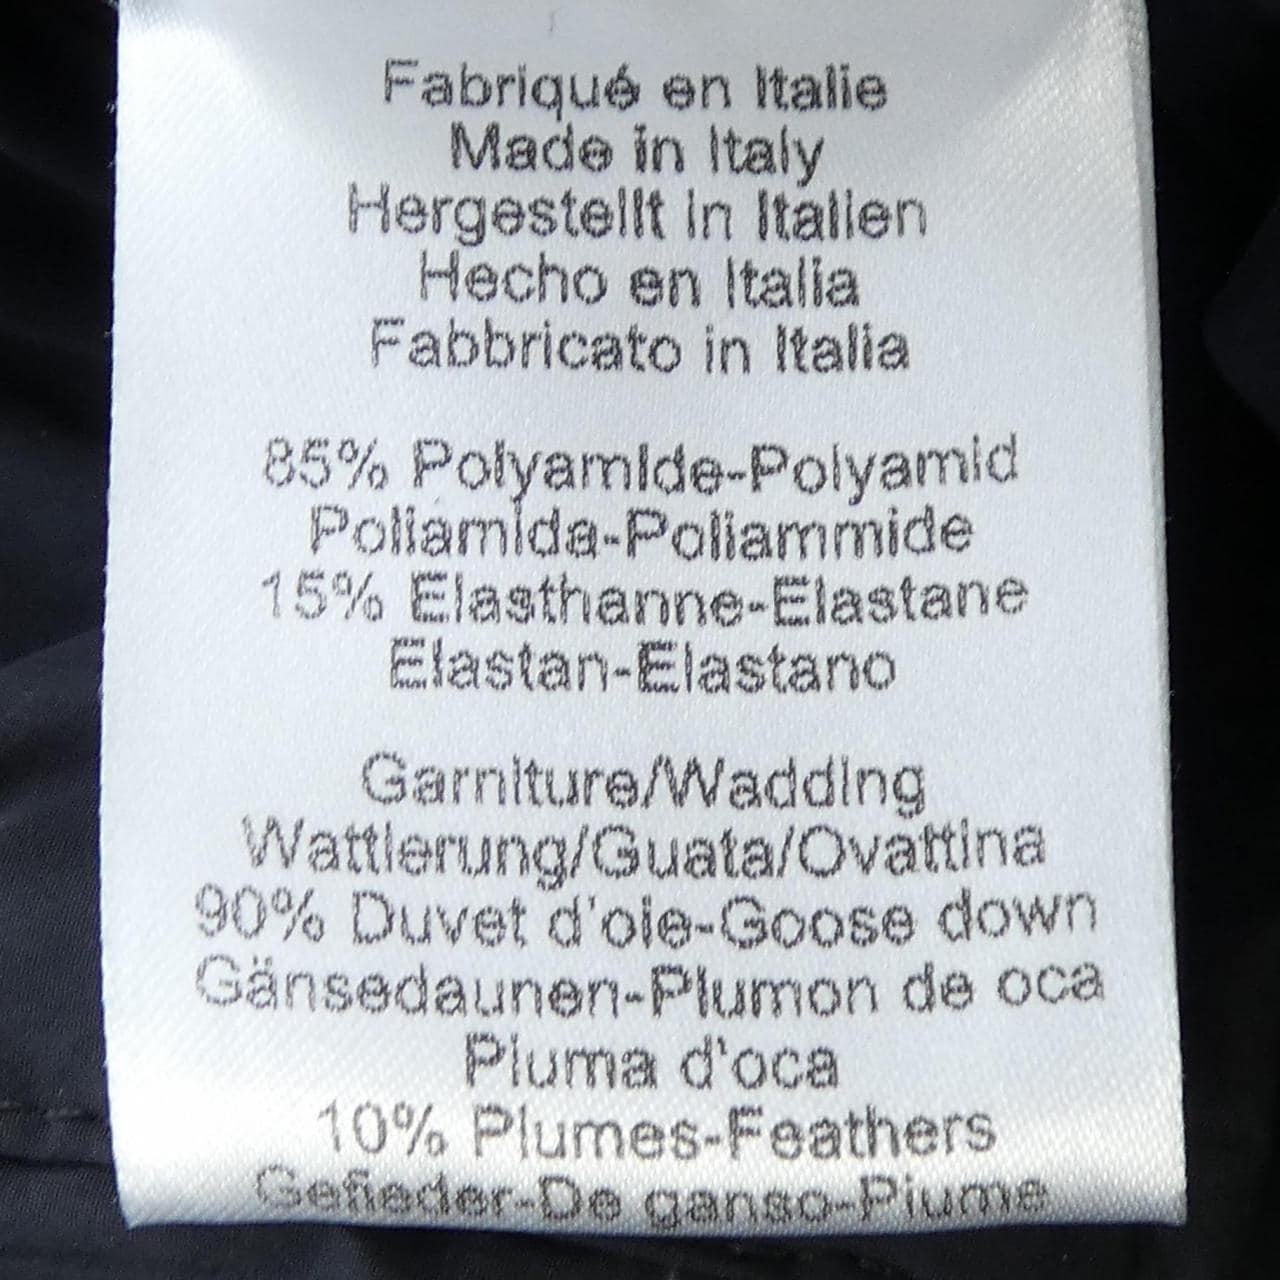 Fabriqué en Italie
Made in Italy
Hergestellt in Italien
Hecho en Italia
Fabbricato in Italia
85% Polyamide-Polyamid
Poliamida-Poliammide
15% Elasthanne-Elastane
Elastan-Elastano
Garniture/Wadding
Wattierung/Guata/Ovattina
90% Duvet d'oie-Goose down
Gänsedaunen-Plumon de oca
Piuma d'oca
10% Plumes-Feathers
Gefieder-De ganso-Piume